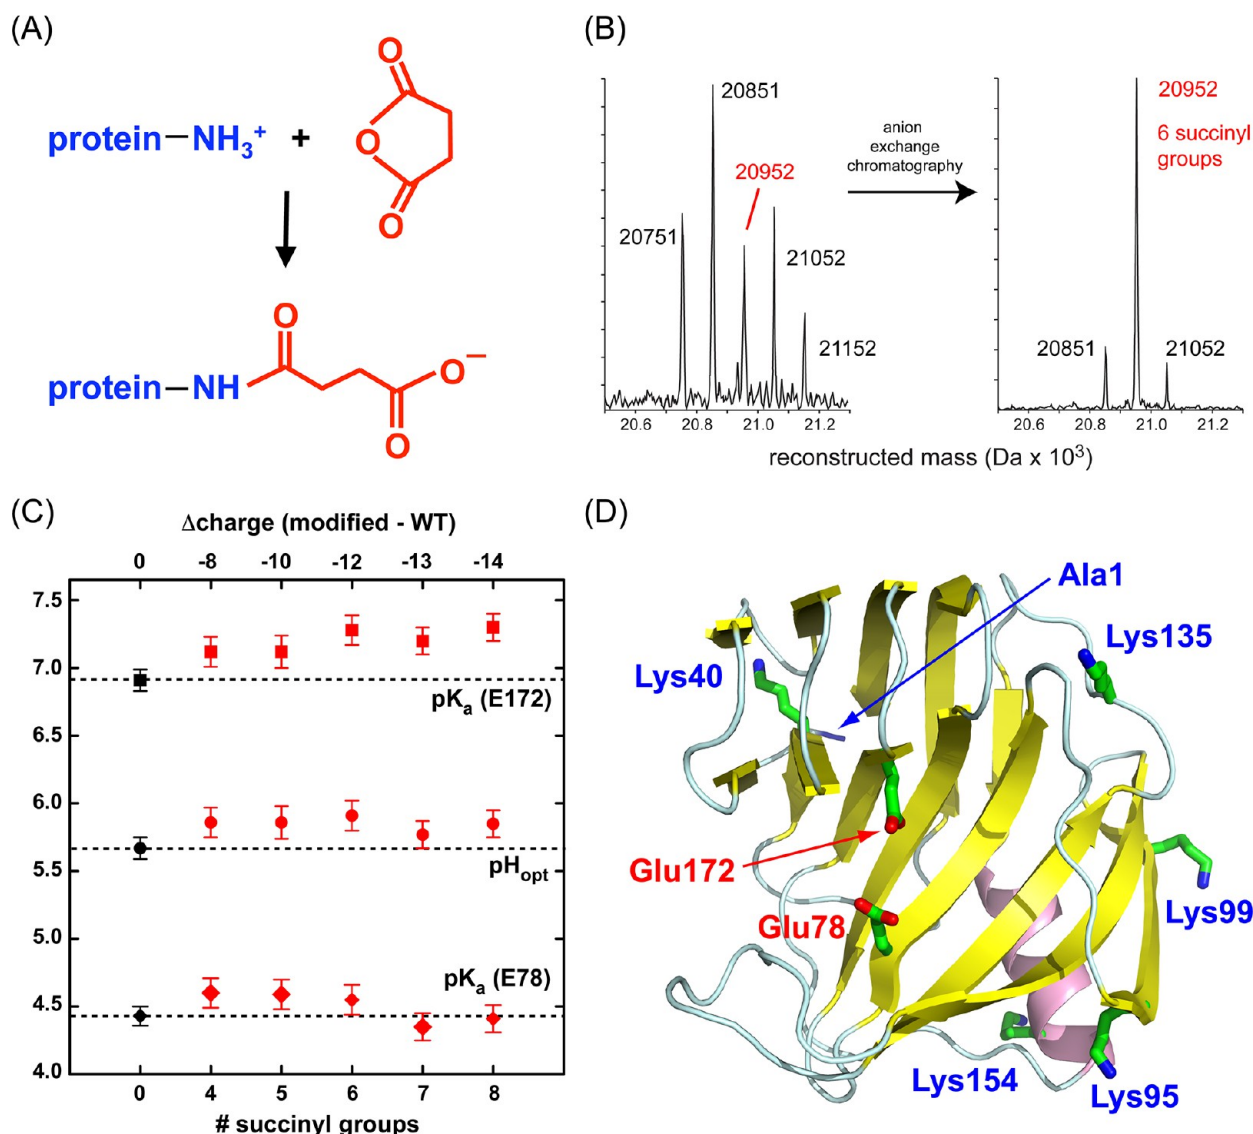 (A)
protein—NH3+ + O O O
protein—NH O O− O
(B)
20851
20952
20751
21052
21152
20.6 20.8 21.0 21.2
anion
exchange
chromatography
20952
6 succinyl
groups
20851
21052
20.6 20.8 21.0 21.2
reconstructed mass (Da x 10³)
(C)
Δcharge (modified - WT)
0 -8 -10 -12 -13 -14
7.5
7.0
pKa (E172)
6.5
6.0
pHopt
5.5
5.0
pKa (E78)
4.5
4.0
0 4 5 6 7 8
# succinyl groups
(D)
Ala1
Lys135
Lys40
Glu172
Glu78
Lys99
Lys154
Lys95